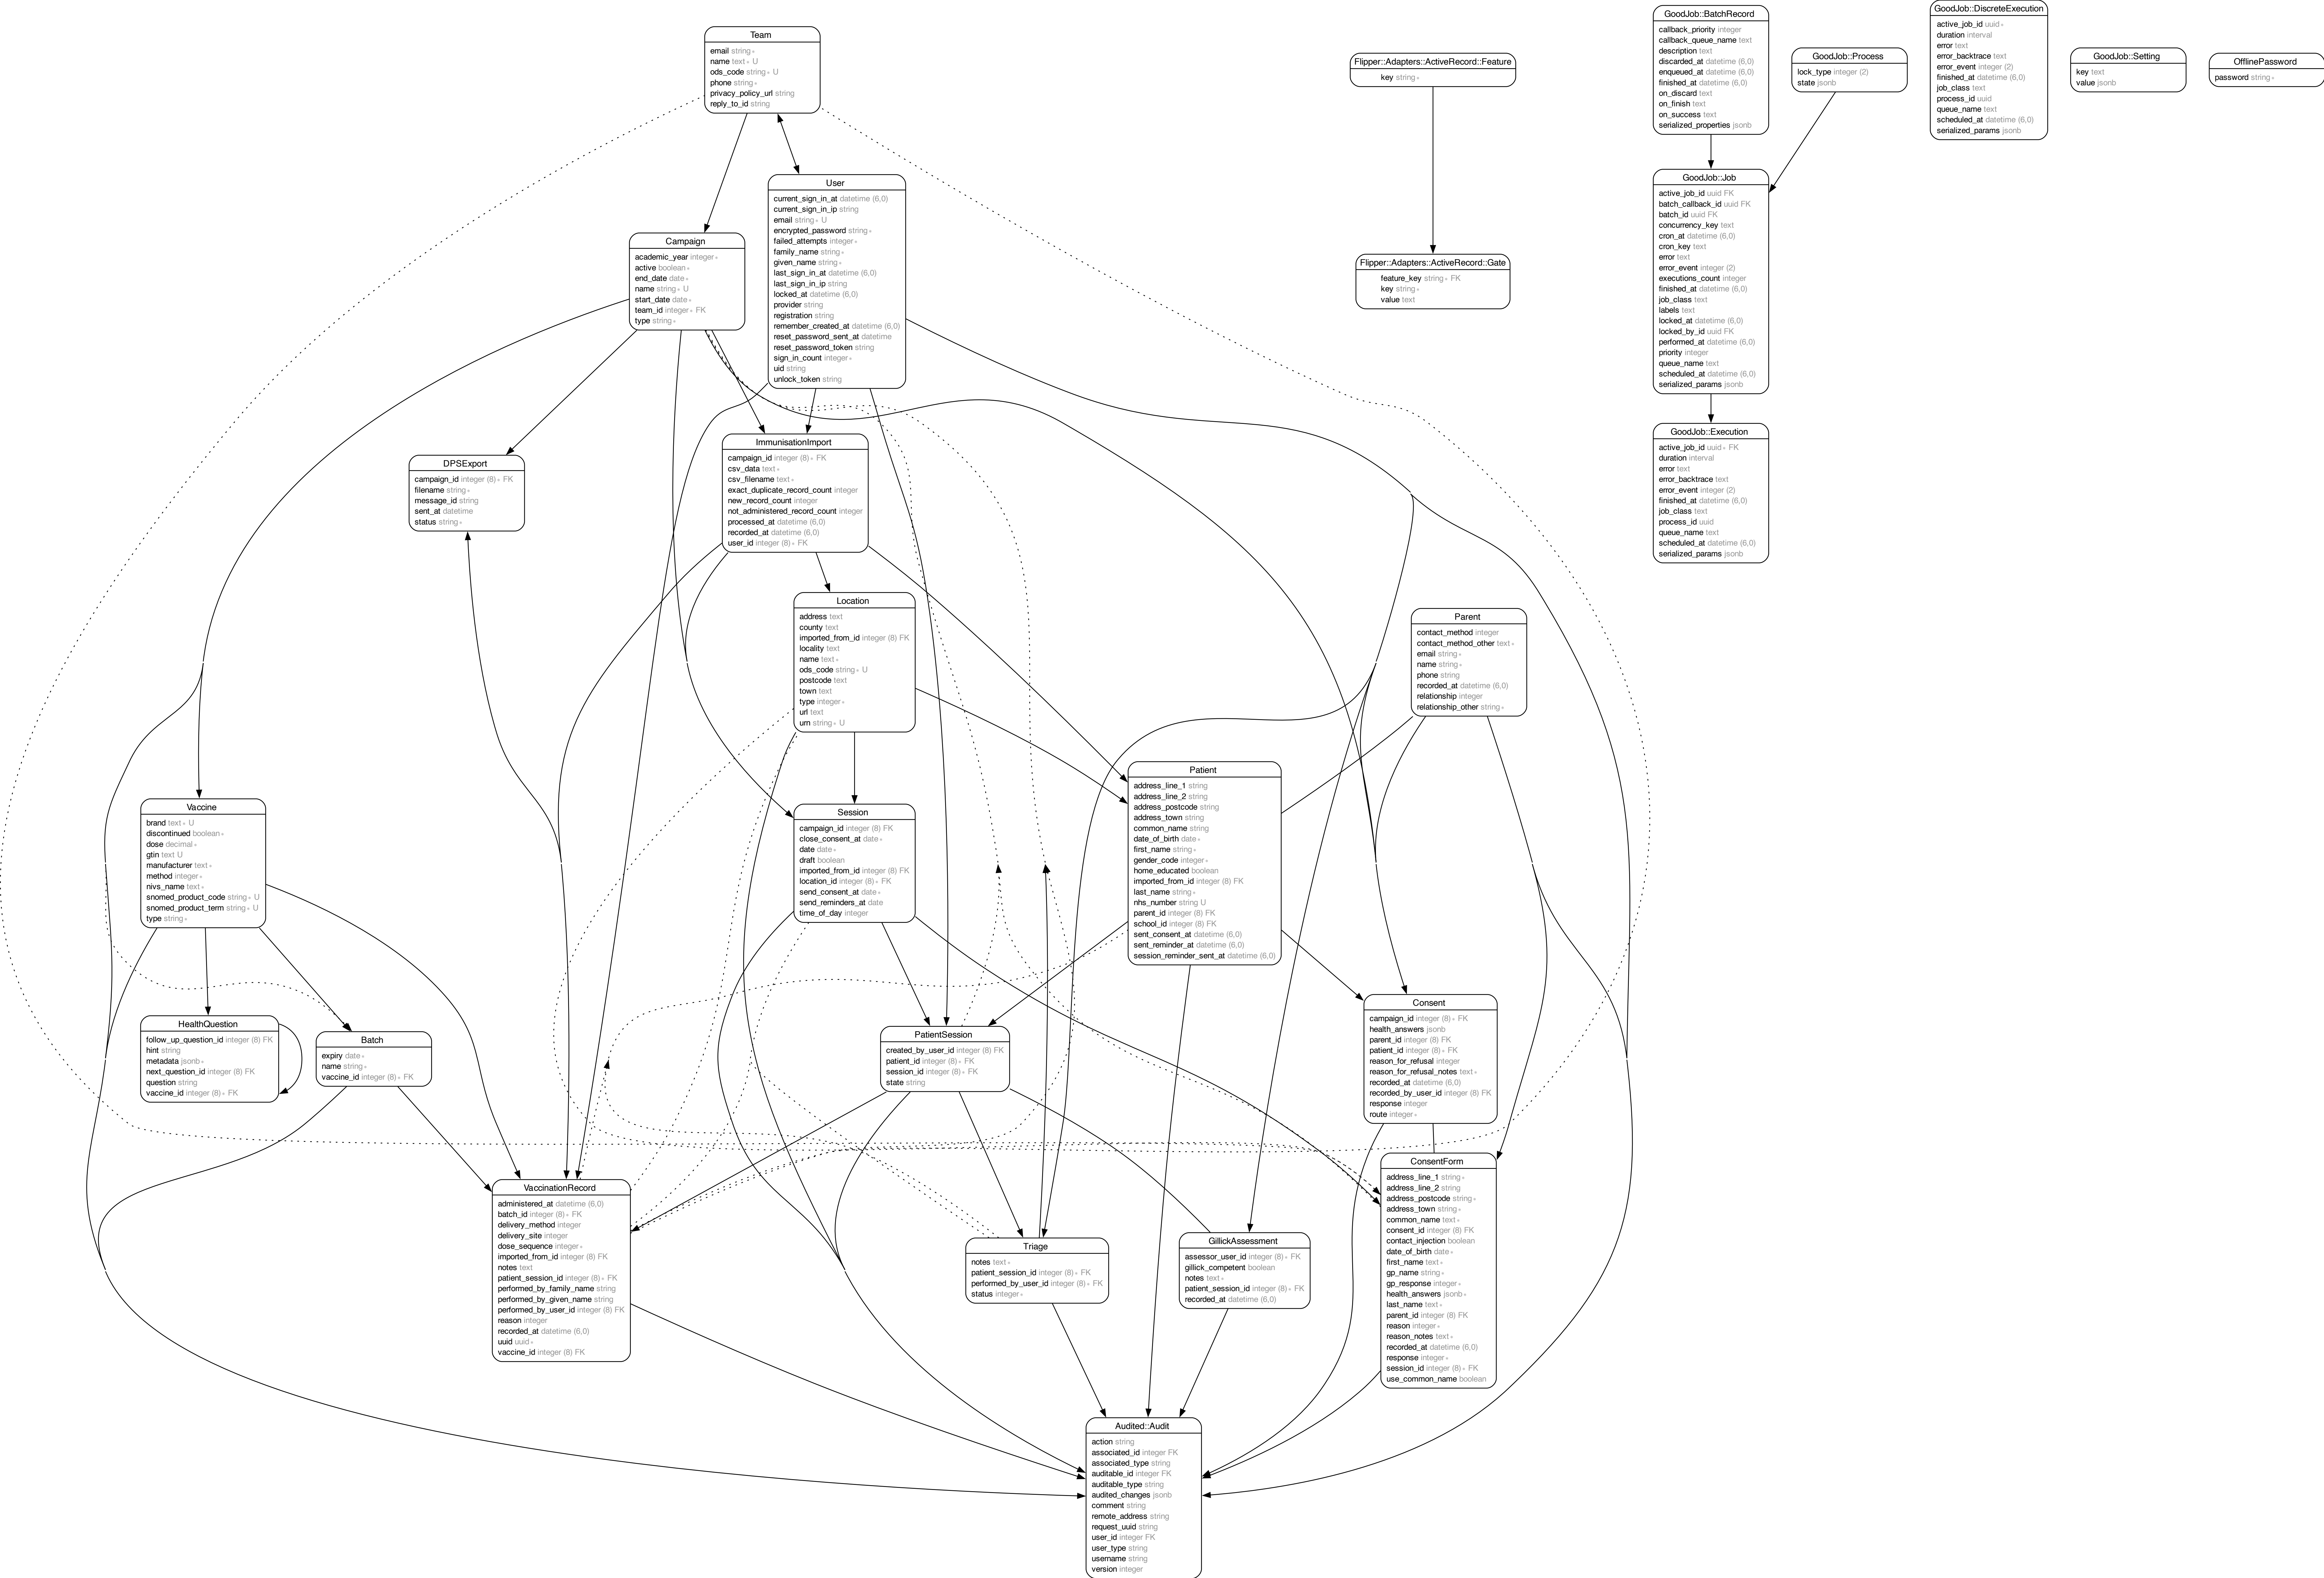 Team
email string ∗
name text ∗ U
ods_code string ∗ U
phone string ∗
privacy_policy_url string
reply_to_id string
User
current_sign_in_at datetime (6,0)
current_sign_in_ip string
email string ∗ U
encrypted_password string ∗
failed_attempts integer ∗
family_name string ∗
given_name string ∗
last_sign_in_at datetime (6,0)
last_sign_in_ip string
locked_at datetime (6,0)
provider string
registration string
remember_created_at datetime (6,0)
reset_password_sent_at datetime
reset_password_token string
sign_in_count integer ∗
uid string
unlock_token string
Campaign
academic_year integer ∗
active boolean ∗
end_date date ∗
name string ∗ U
start_date date ∗
team_id integer ∗ FK
type string ∗
DPSExport
campaign_id integer (8) ∗ FK
filename string ∗
message_id string
sent_at datetime
status string ∗
ImmunisationImport
campaign_id integer (8) ∗ FK
csv_data text ∗
csv_filename text ∗
exact_duplicate_record_count integer
new_record_count integer
not_administered_record_count integer
processed_at datetime (6,0)
recorded_at datetime (6,0)
user_id integer (8) ∗ FK
Location
address text
county text
imported_from_id integer (8) FK
locality text
name text ∗
ods_code string ∗ U
postcode text
town text
type integer ∗
url text
urn string ∗ U
Parent
contact_method integer
contact_method_other text ∗
email string ∗
name string ∗
phone string
recorded_at datetime (6,0)
relationship integer
relationship_other string ∗
Patient
address_line_1 string
address_line_2 string
address_postcode string
address_town string
common_name string
date_of_birth date ∗
first_name string ∗
gender_code integer ∗
home_educated boolean
imported_from_id integer (8) FK
last_name string ∗
nhs_number string U
parent_id integer (8) FK
school_id integer (8) FK
sent_consent_at datetime (6,0)
sent_reminder_at datetime (6,0)
session_reminder_sent_at datetime (6,0)
Vaccine
brand text ∗ U
discontinued boolean ∗
dose decimal ∗
gtin text U
manufacturer text ∗
method integer ∗
nivs_name text ∗
snomed_product_code string ∗ U
snomed_product_term string ∗ U
type string ∗
Session
campaign_id integer (8) FK
close_consent_at date ∗
date date ∗
draft boolean
imported_from_id integer (8) FK
location_id integer (8) ∗ FK
send_consent_at date ∗
send_reminders_at date
time_of_day integer
HealthQuestion
follow_up_question_id integer (8) FK
hint string
metadata jsonb ∗
next_question_id integer (8) FK
question string
vaccine_id integer (8) ∗ FK
Batch
expiry date ∗
name string ∗
vaccine_id integer (8) ∗ FK
PatientSession
created_by_user_id integer (8) FK
patient_id integer (8) ∗ FK
session_id integer (8) ∗ FK
state string
Consent
campaign_id integer (8) ∗ FK
health_answers jsonb
parent_id integer (8) FK
patient_id integer (8) ∗ FK
reason_for_refusal integer
reason_for_refusal_notes text ∗
recorded_at datetime (6,0)
recorded_by_user_id integer (8) FK
response integer
route integer ∗
VaccinationRecord
administered_at datetime (6,0)
batch_id integer (8) ∗ FK
delivery_method integer
delivery_site integer
dose_sequence integer ∗
imported_from_id integer (8) FK
notes text
patient_session_id integer (8) ∗ FK
performed_by_family_name string
performed_by_given_name string
performed_by_user_id integer (8) FK
reason integer
recorded_at datetime (6,0)
uuid uuid ∗
vaccine_id integer (8) FK
Triage
notes text ∗
patient_session_id integer (8) ∗ FK
performed_by_user_id integer (8) ∗ FK
status integer ∗
GillickAssessment
assessor_user_id integer (8) ∗ FK
gillick_competent boolean
notes text ∗
patient_session_id integer (8) ∗ FK
recorded_at datetime (6,0)
ConsentForm
address_line_1 string ∗
address_line_2 string
address_postcode string ∗
address_town string ∗
common_name text ∗
consent_id integer (8) FK
contact_injection boolean
date_of_birth date ∗
first_name text ∗
gp_name string ∗
gp_response integer ∗
health_answers jsonb ∗
last_name text ∗
parent_id integer (8) FK
reason integer ∗
reason_notes text ∗
recorded_at datetime (6,0)
response integer ∗
session_id integer (8) ∗ FK
use_common_name boolean
Audited::Audit
action string
associated_id integer FK
associated_type string
auditable_id integer FK
auditable_type string
audited_changes jsonb
comment string
remote_address string
request_uuid string
user_id integer FK
user_type string
username string
version integer
Flipper::Adapters::ActiveRecord::Feature
key string ∗
Flipper::Adapters::ActiveRecord::Gate
feature_key string ∗ FK
key string ∗
value text
GoodJob::BatchRecord
callback_priority integer
callback_queue_name text
description text
discarded_at datetime (6,0)
enqueued_at datetime (6,0)
finished_at datetime (6,0)
on_discard text
on_finish text
on_success text
serialized_properties jsonb
GoodJob::Process
lock_type integer (2)
state jsonb
GoodJob::DiscreteExecution
active_job_id uuid ∗
duration interval
error text
error_backtrace text
error_event integer (2)
finished_at datetime (6,0)
job_class text
process_id uuid
queue_name text
scheduled_at datetime (6,0)
serialized_params jsonb
GoodJob::Setting
key text
value jsonb
OfflinePassword
password string ∗
GoodJob::Job
active_job_id uuid FK
batch_callback_id uuid FK
batch_id uuid FK
concurrency_key text
cron_at datetime (6,0)
cron_key text
error text
error_event integer (2)
executions_count integer
finished_at datetime (6,0)
job_class text
labels text
locked_at datetime (6,0)
locked_by_id uuid FK
performed_at datetime (6,0)
priority integer
queue_name text
scheduled_at datetime (6,0)
serialized_params jsonb
GoodJob::Execution
active_job_id uuid ∗ FK
duration interval
error text
error_backtrace text
error_event integer (2)
finished_at datetime (6,0)
job_class text
process_id uuid
queue_name text
scheduled_at datetime (6,0)
serialized_params jsonb